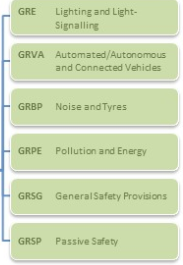 GRE Lighting and Light-
Signalling
GRVA Automated/Autonomous
and Connected Vehicles
GRBP Noise and Tyres
GRPE Pollution and Energy
GRSG General Safety Provisions
GRSP Passive Safety